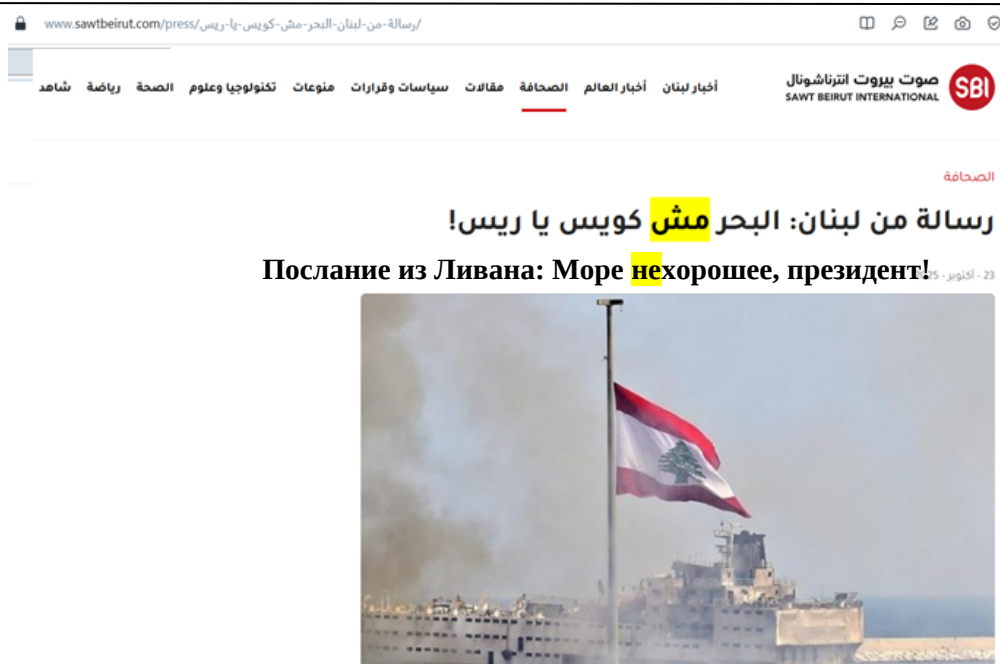 www.sawtbeirut.com/press/رسالة-من-لبنان-البحر-مش-كويس-يا-ريس/
صوت بيروت انترناشونال
SAWT BEIRUT INTERNATIONAL
SBI
أخبار لبنان أخبار العالم الصحافة مقالات سياسات وقرارات منوعات تكنولوجيا وعلوم الصحة رياضة شاهد
الصحافة
رسالة من لبنان: البحر مش كويس يا ريس!
Послание из Ливана: Море нехорошее, президент!
23 - أكتوبر -